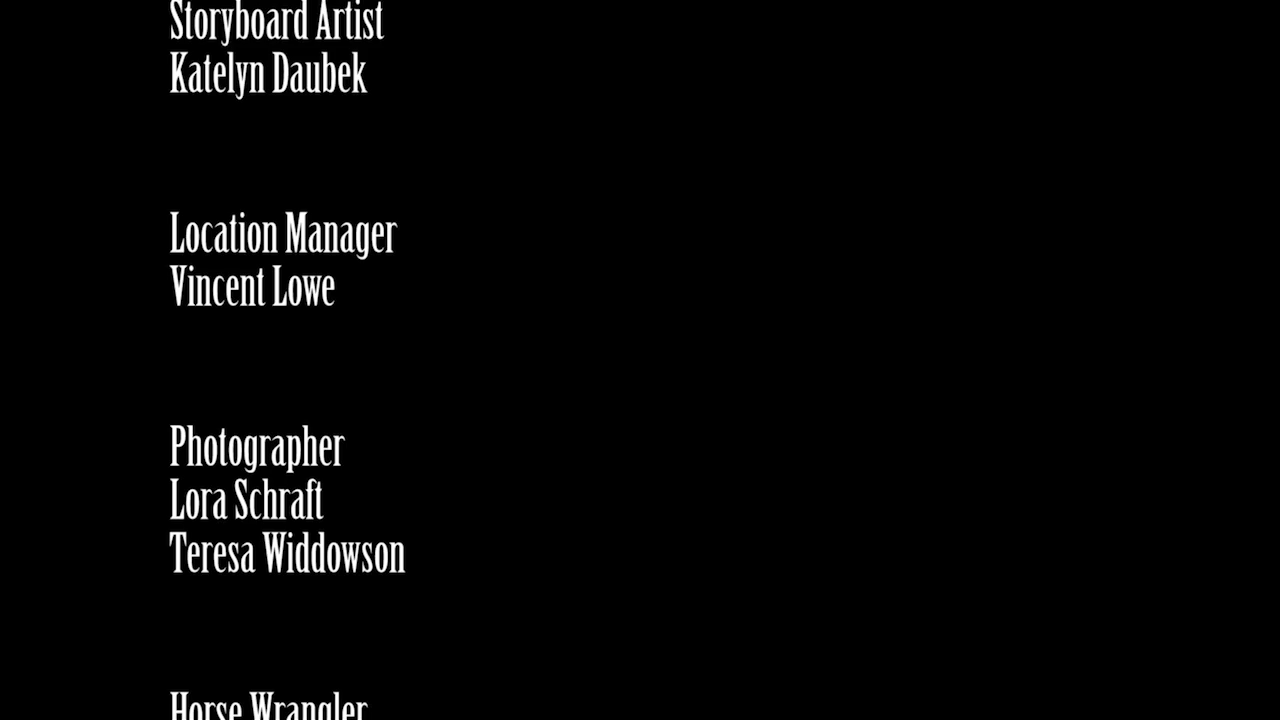 Storyboard Artist
Katelyn Daubek
Location Manager
Vincent Lowe
Photographer
Lora Schraft
Teresa Widdowson
Horse Wrangler